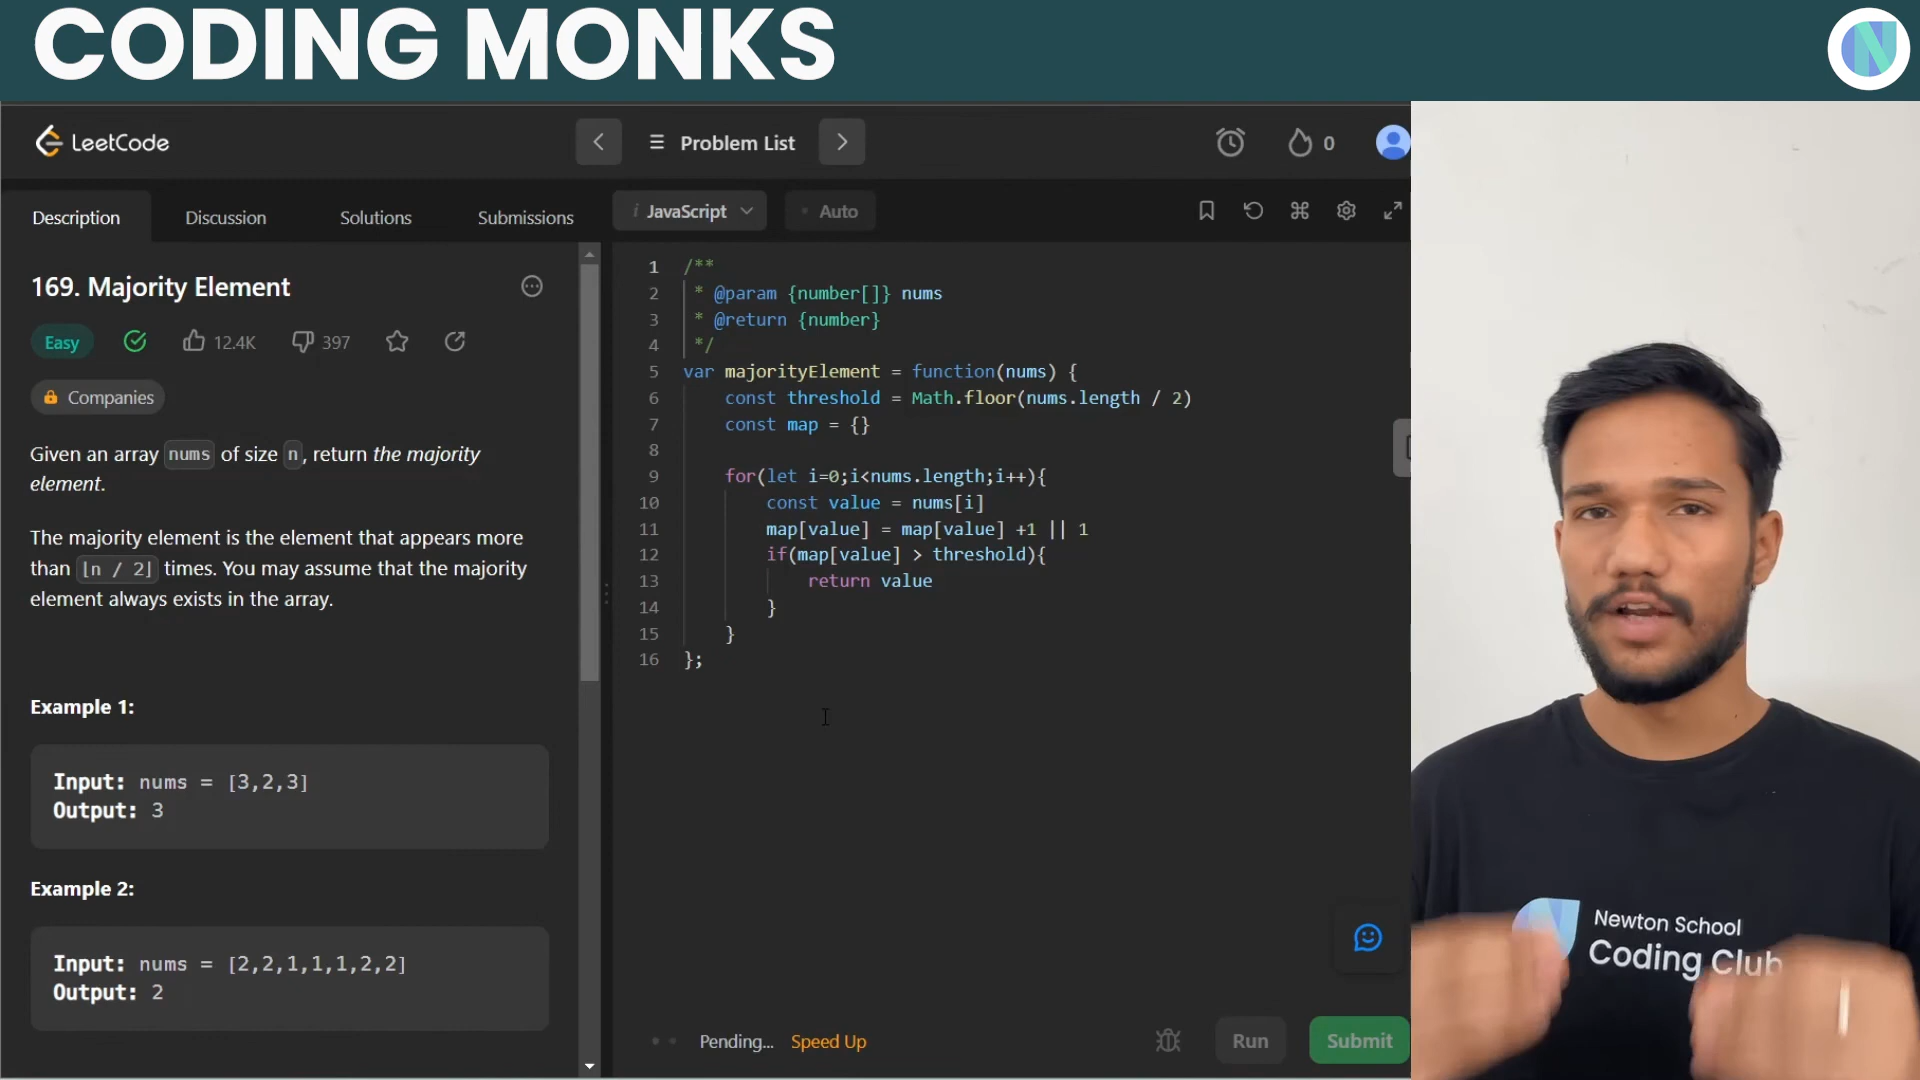 CODING MONKS
LeetCode
Problem List
0
Description
Discussion
Solutions
Submissions
i JavaScript
Auto
169. Majority Element
Easy
12.4K
397
Companies
Given an array nums of size n, return the majority
element.
The majority element is the element that appears more
than ⌊n / 2⌋ times. You may assume that the majority
element always exists in the array.
Example 1:
Input: nums = [3,2,3]
Output: 3
Example 2:
Input: nums = [2,2,1,1,1,2,2]
Output: 2
1 /**
2 * @param {number[]} nums
3 * @return {number}
4 */
5 var majorityElement = function(nums) {
6 const threshold = Math.floor(nums.length / 2)
7 const map = {}
8
9 for(let i=0;i<nums.length;i++){
10 const value = nums[i]
11 map[value] = map[value] +1 || 1
12 if(map[value] > threshold){
13 return value
14 }
15 }
16 };
Pending...
Speed Up
Run
Submit
Newton School
Coding Club